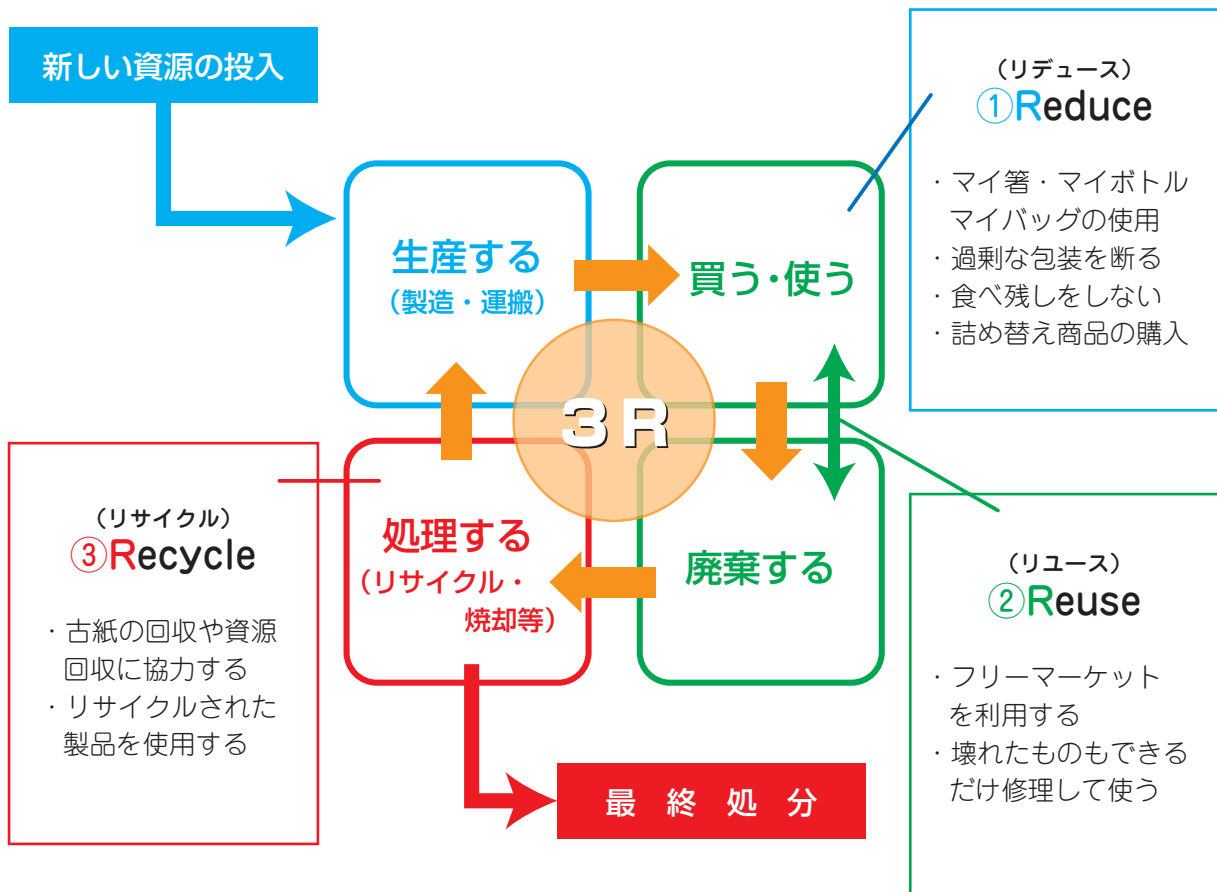 新しい資源の投入
（リデュース）
①Reduce
・マイ箸・マイボトル
マイバッグの使用
・過剰な包装を断る
・食べ残しをしない
・詰め替え商品の購入
生産する
（製造・運搬）
買う・使う
3R
（リサイクル）
③Recycle
・古紙の回収や資源
回収に協力する
・リサイクルされた
製品を使用する
処理する
（リサイクル・
焼却等）
廃棄する
（リユース）
②Reuse
・フリーマーケット
を利用する
・壊れたものもできる
だけ修理して使う
最終処分